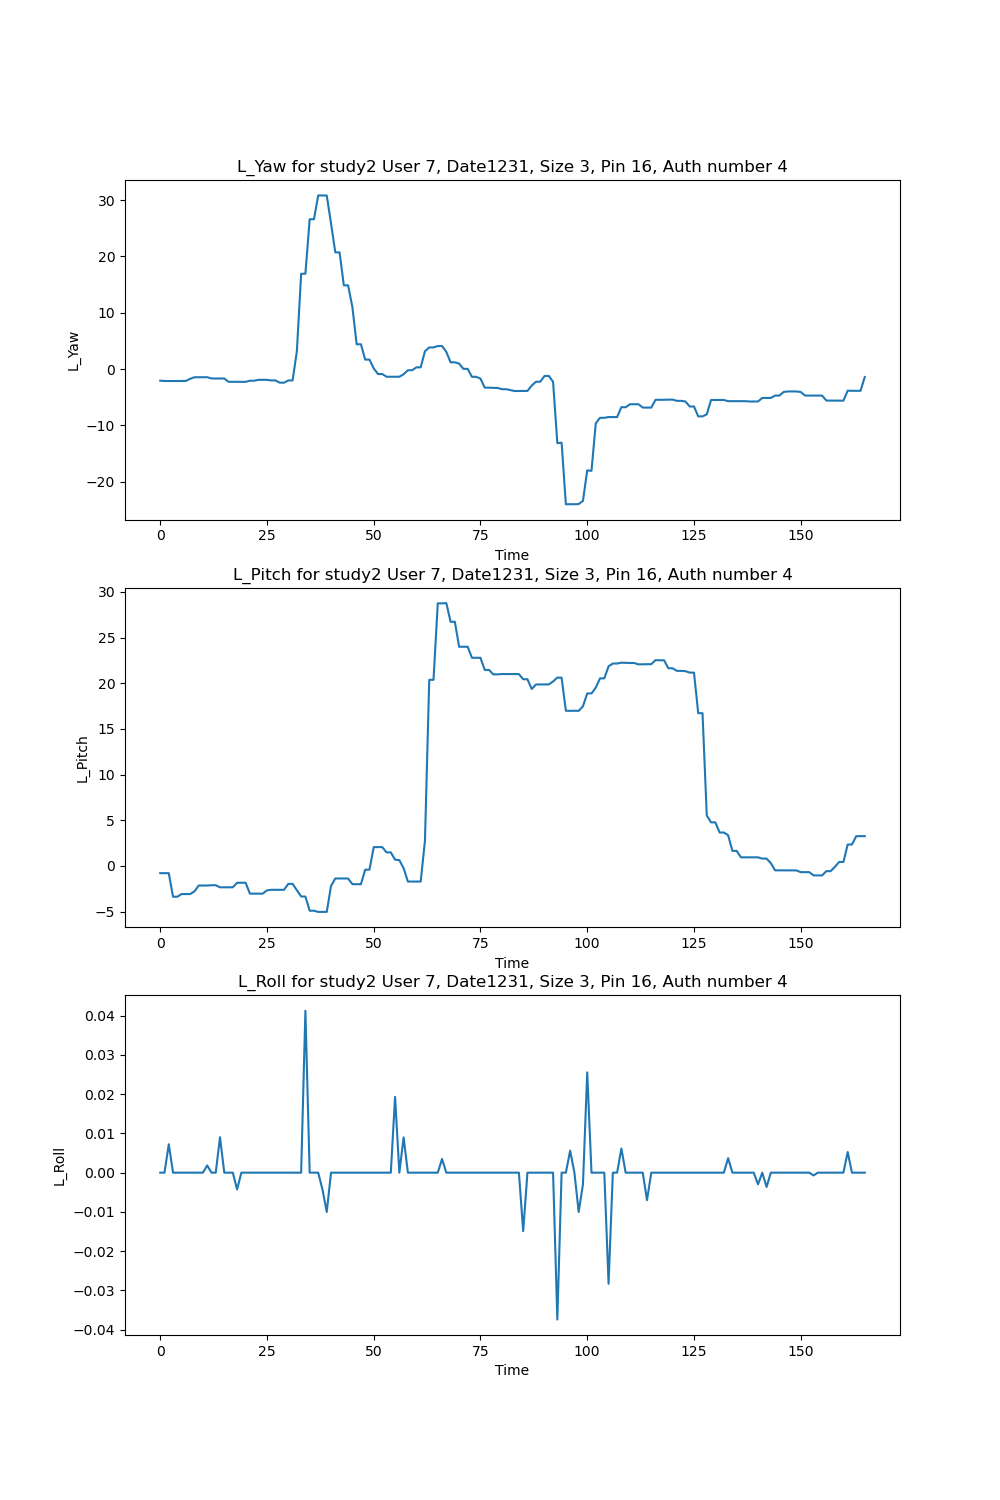 L_Yaw for study2 User 7, Date1231, Size 3, Pin 16, Auth number 4
30
20
10
0
−10
−20
L_Yaw
0 25 50 75 100 125 150
Time
L_Pitch for study2 User 7, Date1231, Size 3, Pin 16, Auth number 4
30
25
20
15
10
5
0
−5
L_Pitch
0 25 50 75 100 125 150
Time
L_Roll for study2 User 7, Date1231, Size 3, Pin 16, Auth number 4
0.04
0.03
0.02
0.01
0.00
−0.01
−0.02
−0.03
−0.04
L_Roll
0 25 50 75 100 125 150
Time